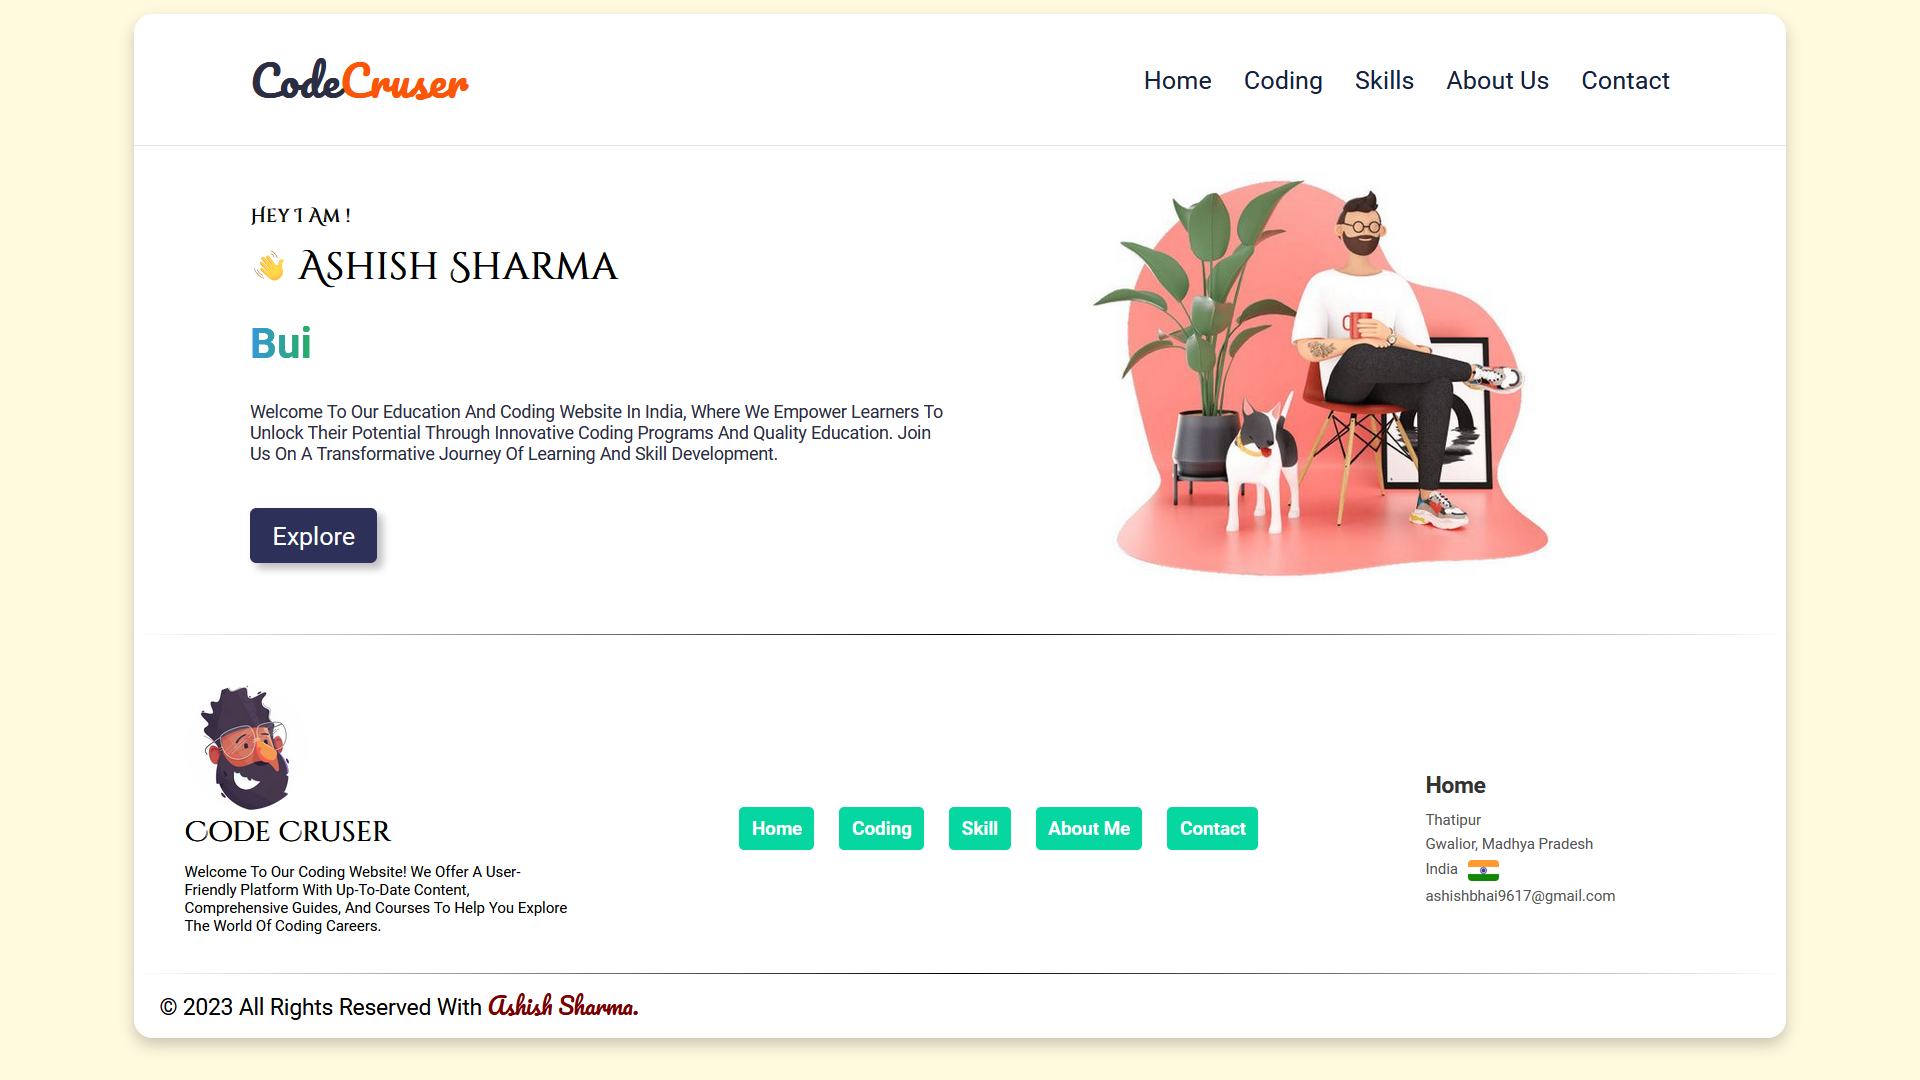 CodeCruser
Home Coding Skills About Us Contact
Hey I Am !
👋 Ashish Sharma
Bui
Welcome To Our Education And Coding Website In India, Where We Empower Learners To
Unlock Their Potential Through Innovative Coding Programs And Quality Education. Join
Us On A Transformative Journey Of Learning And Skill Development.
Explore
Code Cruser
Welcome To Our Coding Website! We Offer A User-
Friendly Platform With Up-To-Date Content,
Comprehensive Guides, And Courses To Help You Explore
The World Of Coding Careers.
Home Coding Skill About Me Contact
Home
Thatipur
Gwalior, Madhya Pradesh
India
ashishbhai9617@gmail.com
© 2023 All Rights Reserved With Ashish Sharma.